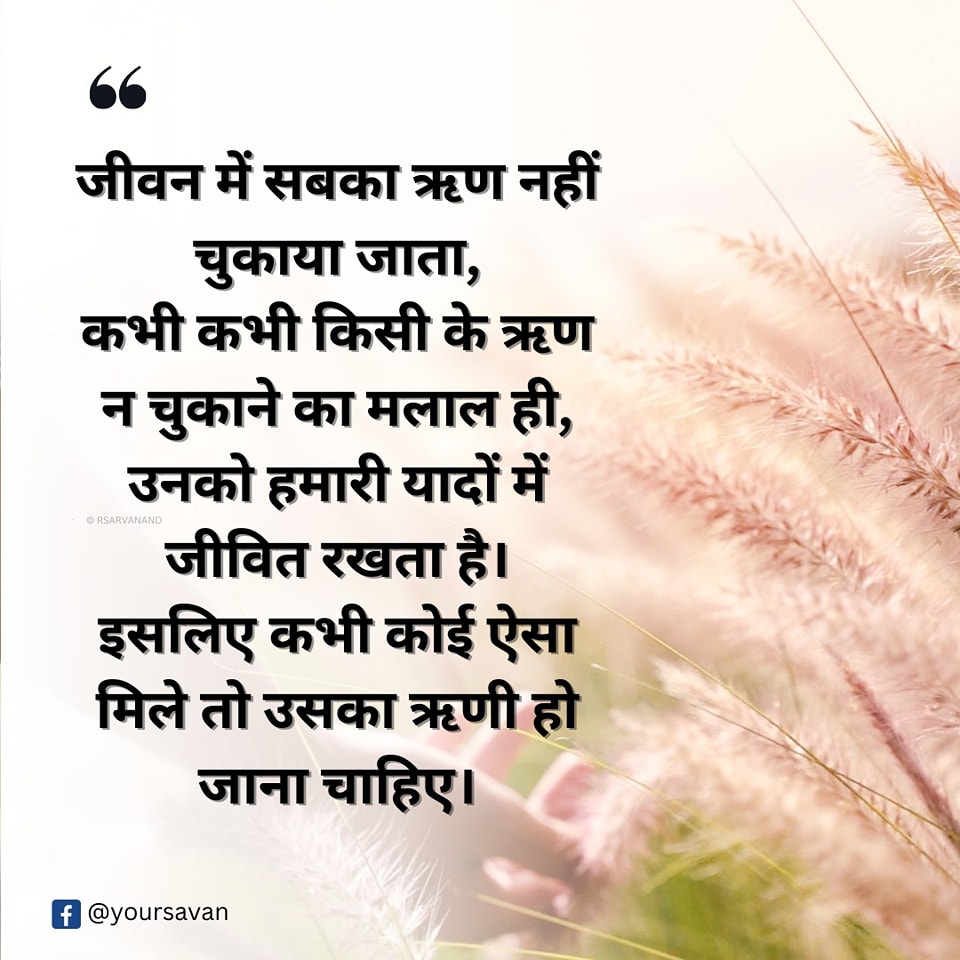 ❝
जीवन में सबका ऋण नहीं
चुकाया जाता,
कभी कभी किसी के ऋण
न चुकाने का मलाल ही,
उनको हमारी यादों में
© RSARVANAND
जीवित रखता है।
इसलिए कभी कोई ऐसा
मिले तो उसका ऋणी हो
जाना चाहिए।
@yoursavan